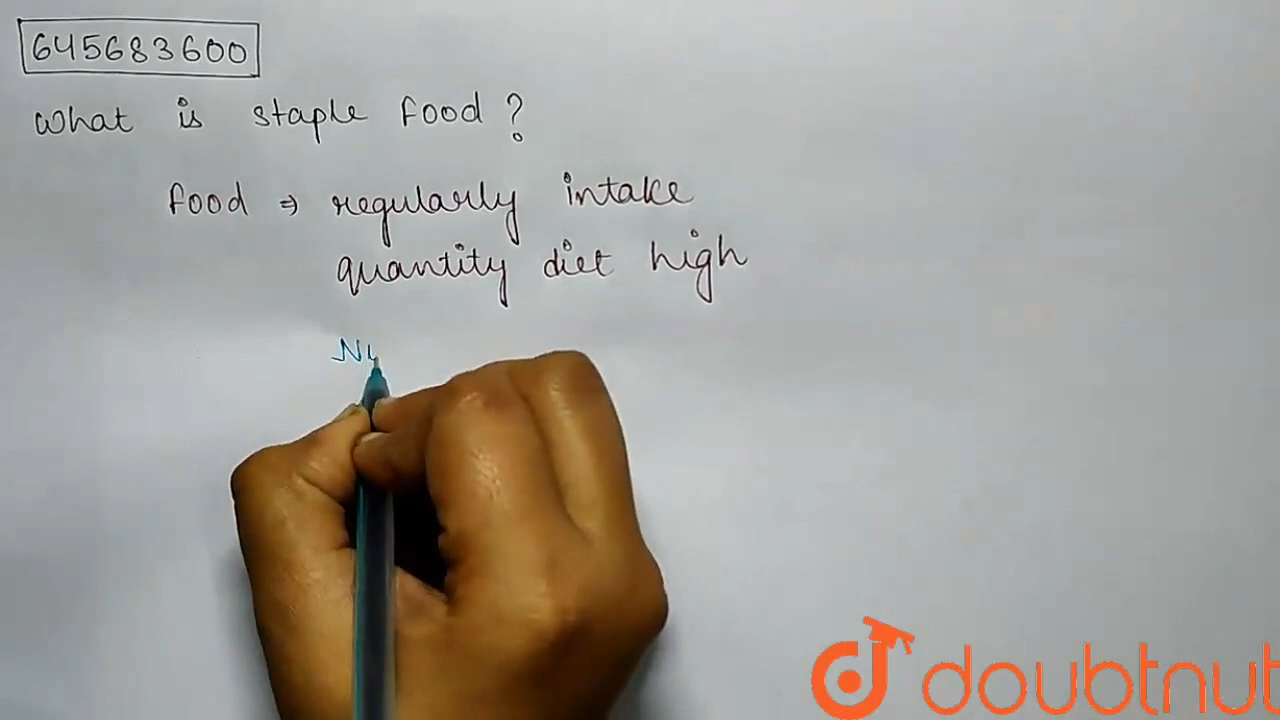 645683600
What is staple food?
food ⇒ regularly intake
quantity diet high
doubtnut